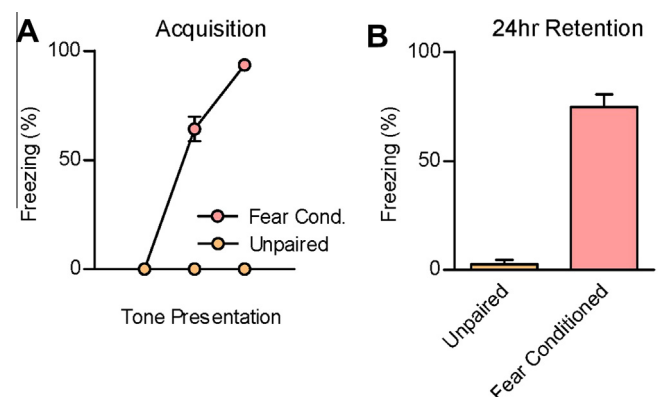 A
Acquisition
100
50
0
Freezing (%)
Fear Cond.
Unpaired
Tone Presentation
B
24hr Retention
100
50
0
Freezing (%)
Unpaired
Fear Conditioned